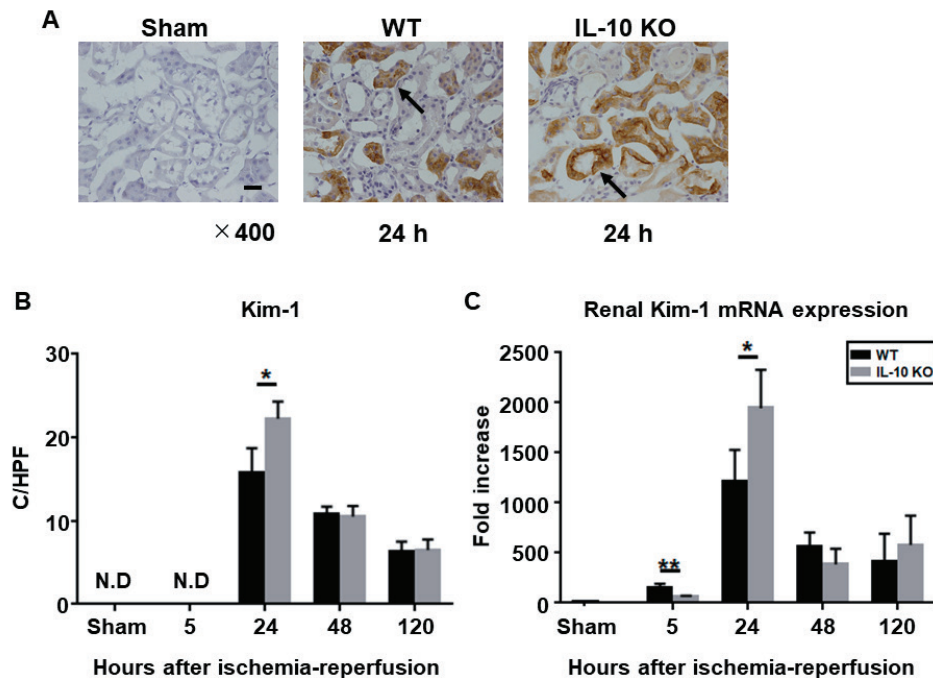 A
Sham WT IL-10 KO
×400 24 h 24 h
B
Kim-1
C/HPF
30
20
10
0
N.D N.D
*
Sham 5 24 48 120
Hours after ischemia-reperfusion
C
Renal Kim-1 mRNA expression
WT
IL-10 KO
Fold increase
2500
2000
1500
1000
500
0
**
*
Sham 5 24 48 120
Hours after ischemia-reperfusion